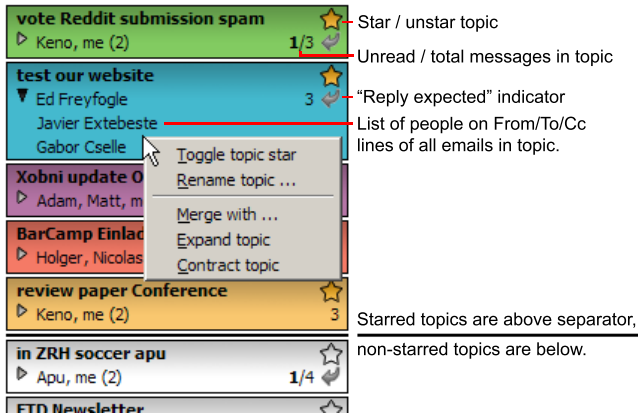 vote Reddit submission spam
Keno, me (2) 1/3
Star / unstar topic
Unread / total messages in topic
test our website
Ed Freyfogle 3
"Reply expected" indicator
Javier Extebeste
Gabor Cselle
List of people on From/To/Cc
lines of all emails in topic.
Toggle topic star
Rename topic ...
Merge with ...
Expand topic
Contract topic
Xobni update O
Adam, Matt, m
BarCamp Einlad
Holger, Nicolas
review paper Conference
Keno, me (2) 3
Starred topics are above separator,
non-starred topics are below.
in ZRH soccer apu
Apu, me (2) 1/4
FTD Newsletter